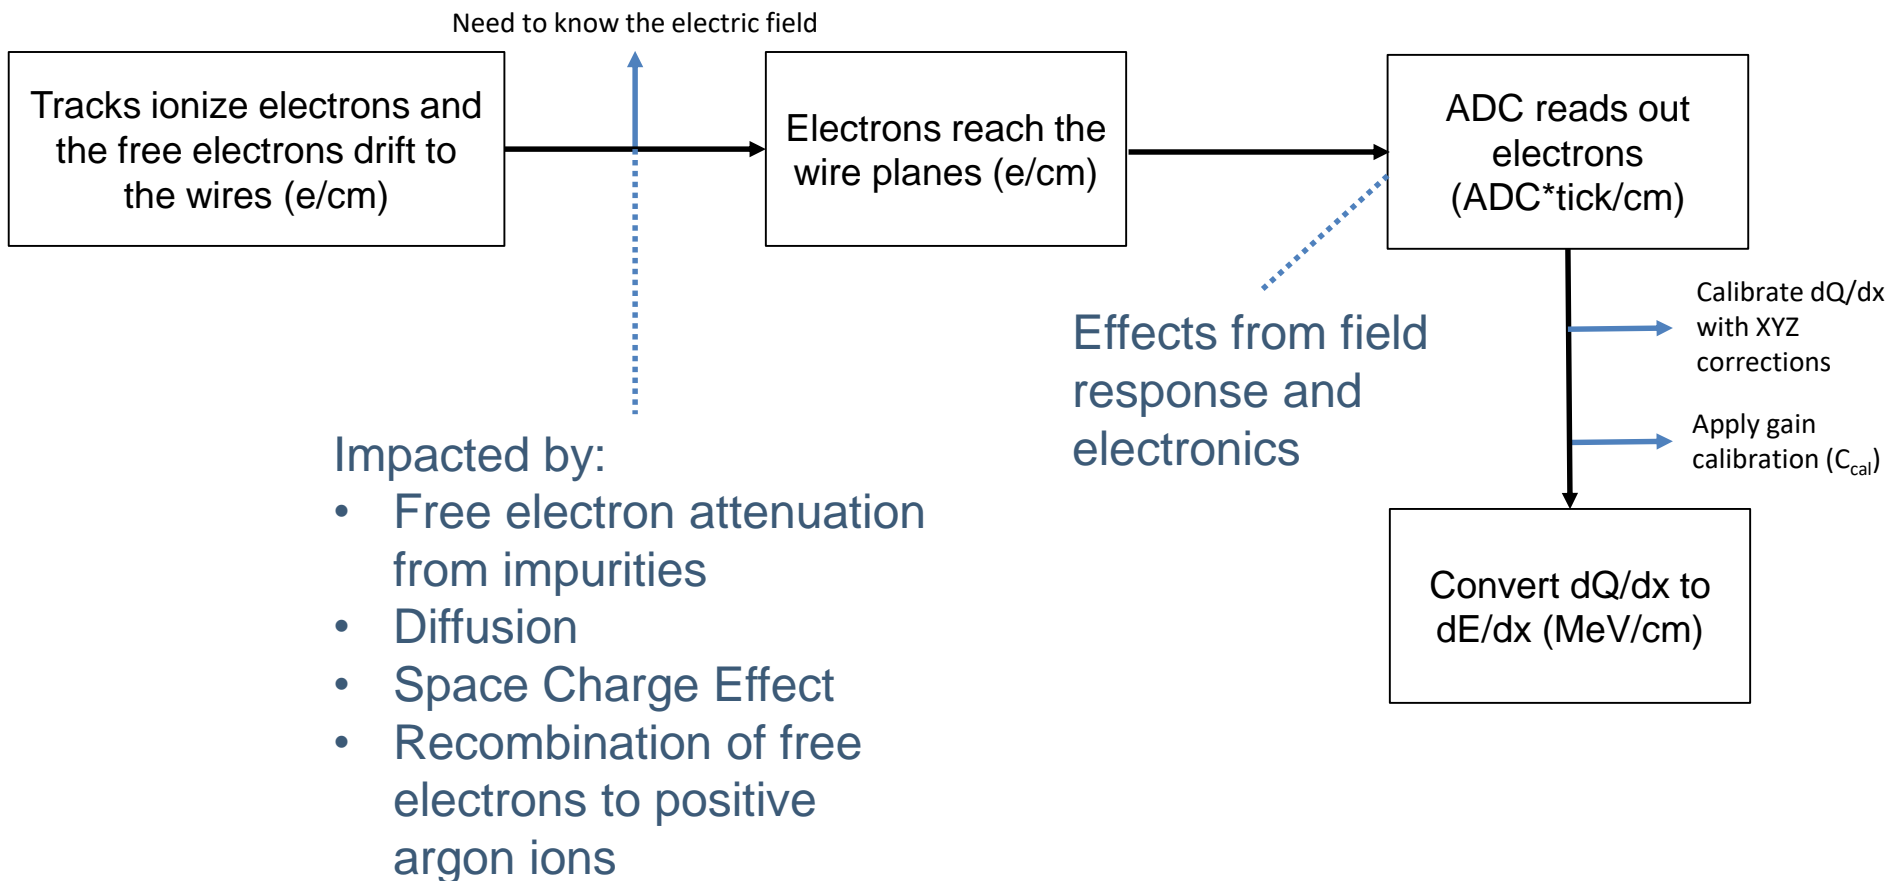 Need to know the electric field
Tracks ionize electrons and
the free electrons drift to
the wires (e/cm)
Electrons reach the
wire planes (e/cm)
ADC reads out
electrons
(ADC*tick/cm)
Calibrate dQ/dx
with XYZ
corrections
Effects from field
response and
electronics
Apply gain
calibration (Ccal)
Impacted by:
• Free electron attenuation
from impurities
• Diffusion
• Space Charge Effect
• Recombination of free
electrons to positive
argon ions
Convert dQ/dx to
dE/dx (MeV/cm)